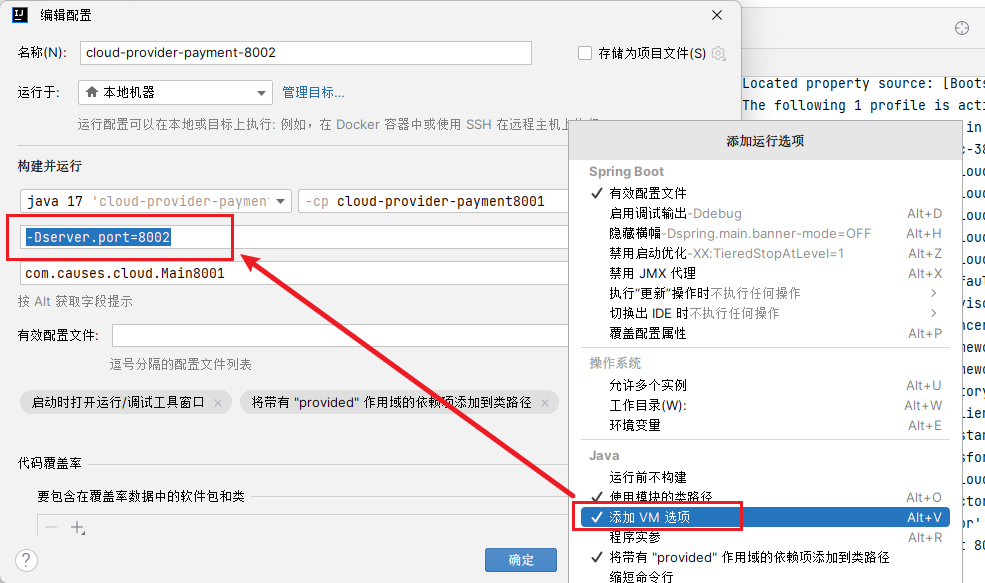 编辑配置
名称(N):
cloud-provider-payment-8002
存储为项目文件(S)
运行于:
本地机器
管理目标...
运行配置可以在本地或目标上执行: 例如，在 Docker 容器中或使用 SSH 在远程主机上
构建并运行
java 17 'cloud-provider-payment
-cp cloud-provider-payment8001
-Dserver.port=8002
com.causes.cloud.Main8001
按 Alt 获取字段提示
有效配置文件:
逗号分隔的配置文件列表
启动时打开运行/调试工具窗口 ×
将带有 "provided" 作用域的依赖项添加到类路径 ×
代码覆盖率
要包含在覆盖率数据中的软件包和类
?
确定
添加运行选项
Spring Boot
有效配置文件
启用调试输出-Ddebug Alt+D
隐藏横幅-Dspring.main.banner-mode=OFF Alt+H
禁用启动优化-XX:TieredStopAtLevel=1 Alt+Z
禁用 JMX 代理 Alt+X
执行"更新"操作时不执行任何操作
切换出 IDE 时不执行任何操作
覆盖配置属性 Alt+P
操作系统
允许多个实例 Alt+U
工作目录(W): Alt+W
环境变量 Alt+E
Java
运行前不构建
使用模块的类路径 Alt+O
添加 VM 选项 Alt+V
程序实参 Alt+R
将带有 "provided" 作用域的依赖项添加到类路径
缩短命令行
Located property source: [Boots
The following 1 profile is acti
in